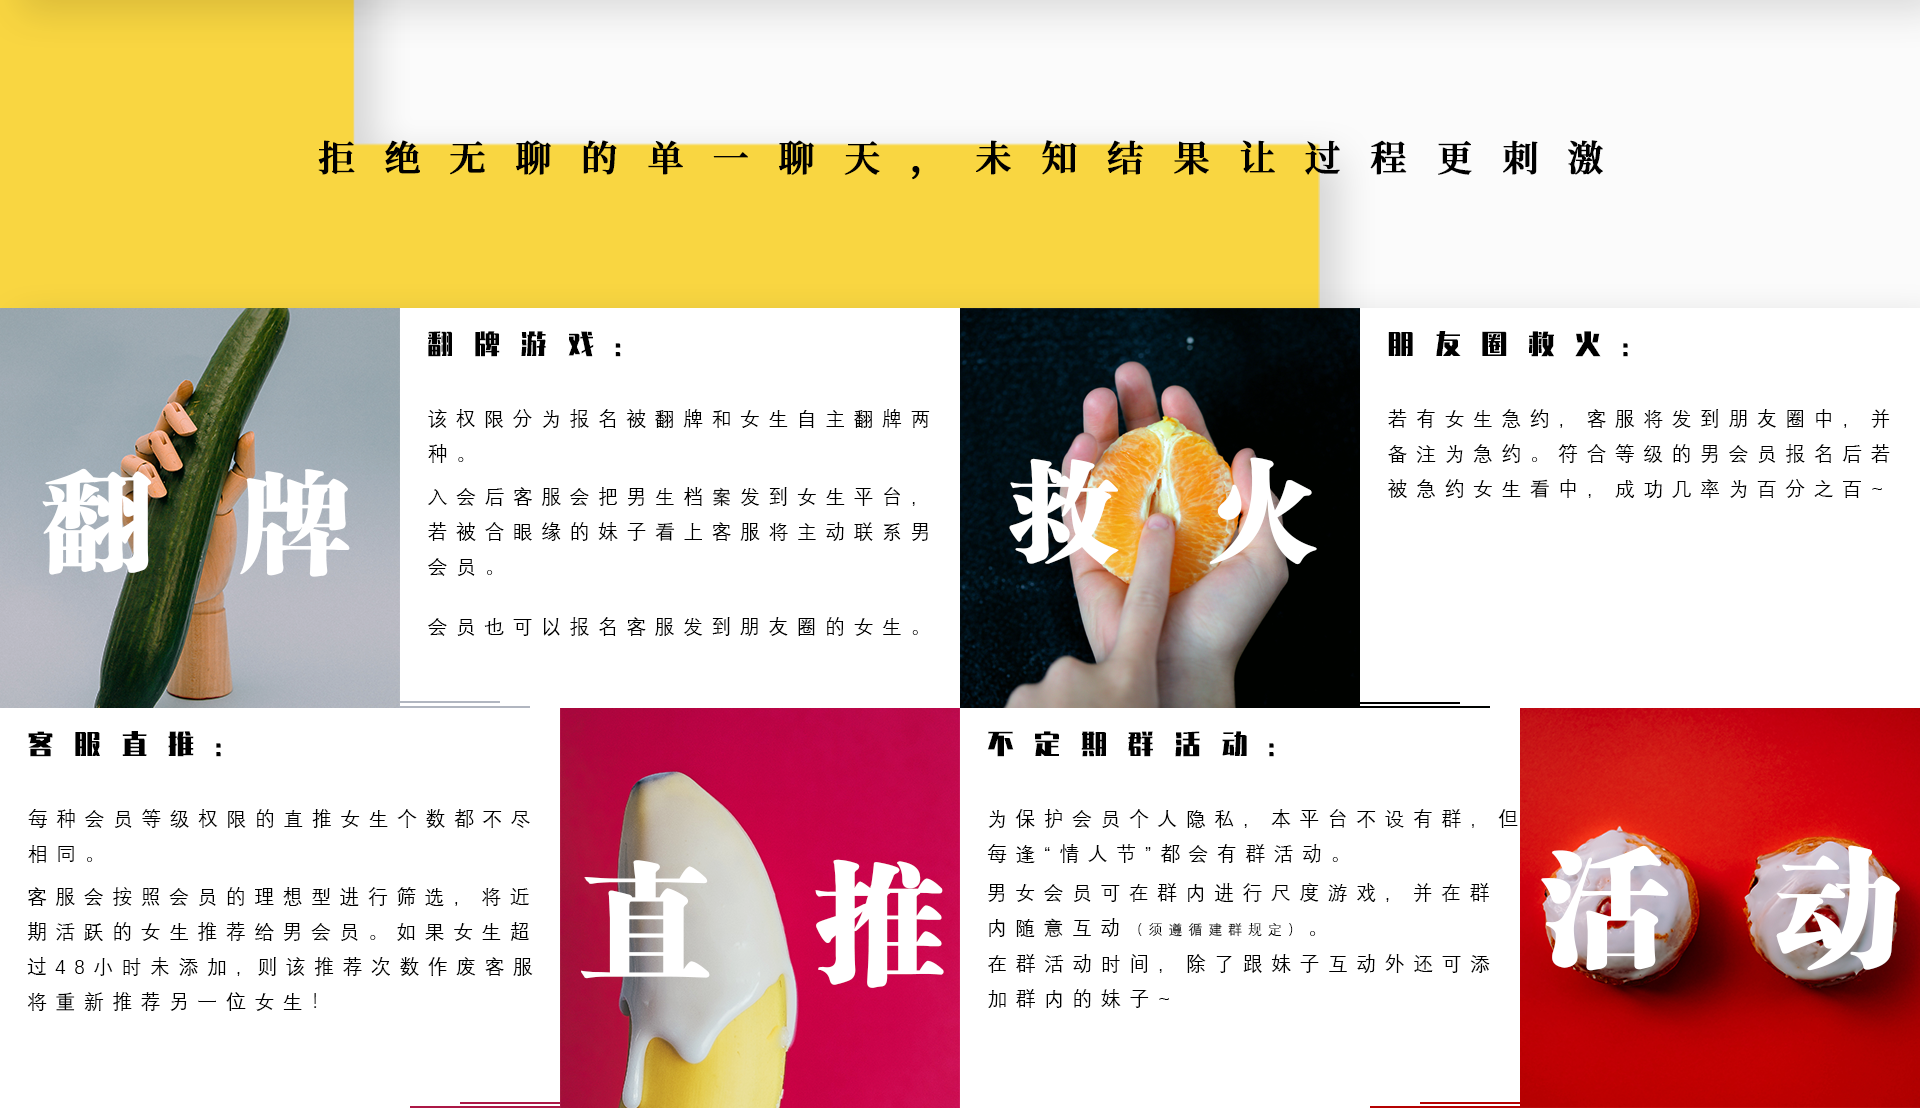 拒绝无聊的单一聊天，未知结果让过程更刺激
翻牌
翻牌游戏：
该权限分为报名被翻牌和女生自主翻牌两
种。
入会后客服会把男生档案发到女生平台，
若被合眼缘的妹子看上客服将主动联系男
会员。
会员也可以报名客服发到朋友圈的女生。
救火
朋友圈救火：
若有女生急约，客服将发到朋友圈中，并
备注为急约。符合等级的男会员报名后若
被急约女生看中，成功几率为百分之百~
客服直推：
每种会员等级权限的直推女生个数都不尽
相同。
客服会按照会员的理想型进行筛选，将近
期活跃的女生推荐给男会员。如果女生超
过48小时未添加，则该推荐次数作废客服
将重新推荐另一位女生！
直推
不定期群活动：
为保护会员个人隐私，本平台不设有群，但
每逢“情人节”都会有群活动。
男女会员可在群内进行尺度游戏，并在群
内随意互动（须遵循建群规定）。
在群活动时间，除了跟妹子互动外还可添
加群内的妹子~
活动